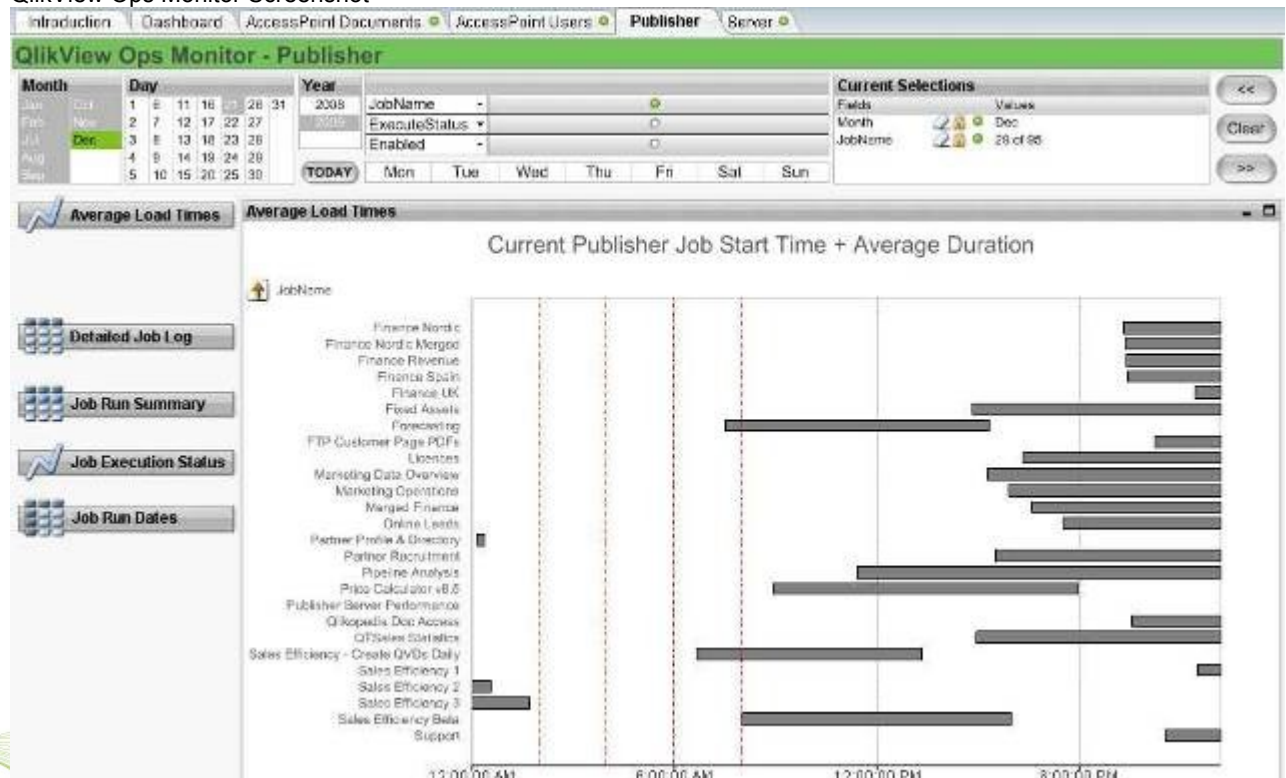 QlikView Ops Monitor Screenshot
Introduction Dashboard AccessPoint Documents AccessPoint Users Publisher Server
QlikView Ops Monitor - Publisher
Month Day Year Current Selections
Jan Oct 1 6 11 16 21 26 31 2008 JobName Fields Values <<
Feb Nov 2 7 12 17 22 27 2009 ExecuteStatus Month Dec
Jul Dec 3 8 13 18 23 28 Enabled JobName 29 of 95 Clear
Aug 4 9 14 19 24 29
Sep 5 10 15 20 25 30 TODAY Mon Tue Wed Thu Fri Sat Sun >>
Average Load Times
Detailed Job Log
Job Run Summary
Job Execution Status
Job Run Dates
Average Load Times
Current Publisher Job Start Time + Average Duration
JobName
Finance Nordic
Finance Nordic Merged
Finance Revenue
Finance Spain
Finance UK
Fixed Assets
Forecasting
FTP Customer Page PDFs
Licences
Marketing Data Overview
Marketing Operations
Merged Finance
Online Leads
Partner Profile & Directory
Partner Recruitment
Pipeline Analysis
Price Calculator v8.5
Publisher Server Performance
Qlikopedia Doc Access
QTSales Statistics
Sales Efficiency - Create QVDs Daily
Sales Efficiency 1
Sales Efficiency 2
Sales Efficiency 3
Sales Efficiency Beta
Support
12:00:00 AM 6:00:00 AM 12:00:00 PM 6:00:00 PM